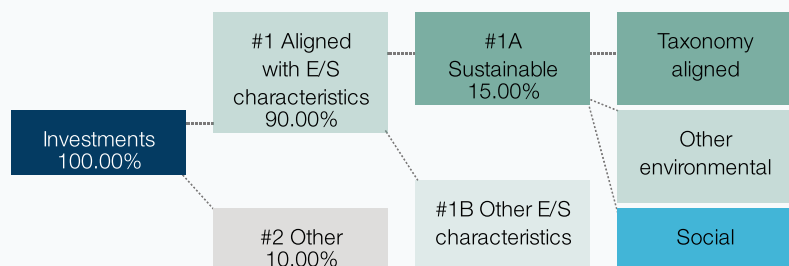 Investments
100.00%
#1 Aligned
with E/S
characteristics
90.00%
#2 Other
10.00%
#1A
Sustainable
15.00%
#1B Other E/S
characteristics
Taxonomy
aligned
Other
environmental
Social